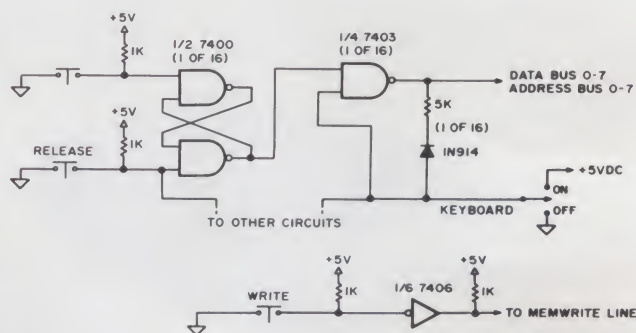 +5V
1K
1/2 7400
(1 OF 16)
1/4 7403
(1 OF 16)
DATA BUS 0-7
ADDRESS BUS 0-7
+5V
1K
5K
(1 OF 16)
1N914
RELEASE
+5VDC
ON
KEYBOARD
OFF
TO OTHER CIRCUITS
+5V
1K
1/6 7406
+5V
1K
WRITE
TO MEMWRITE LINE